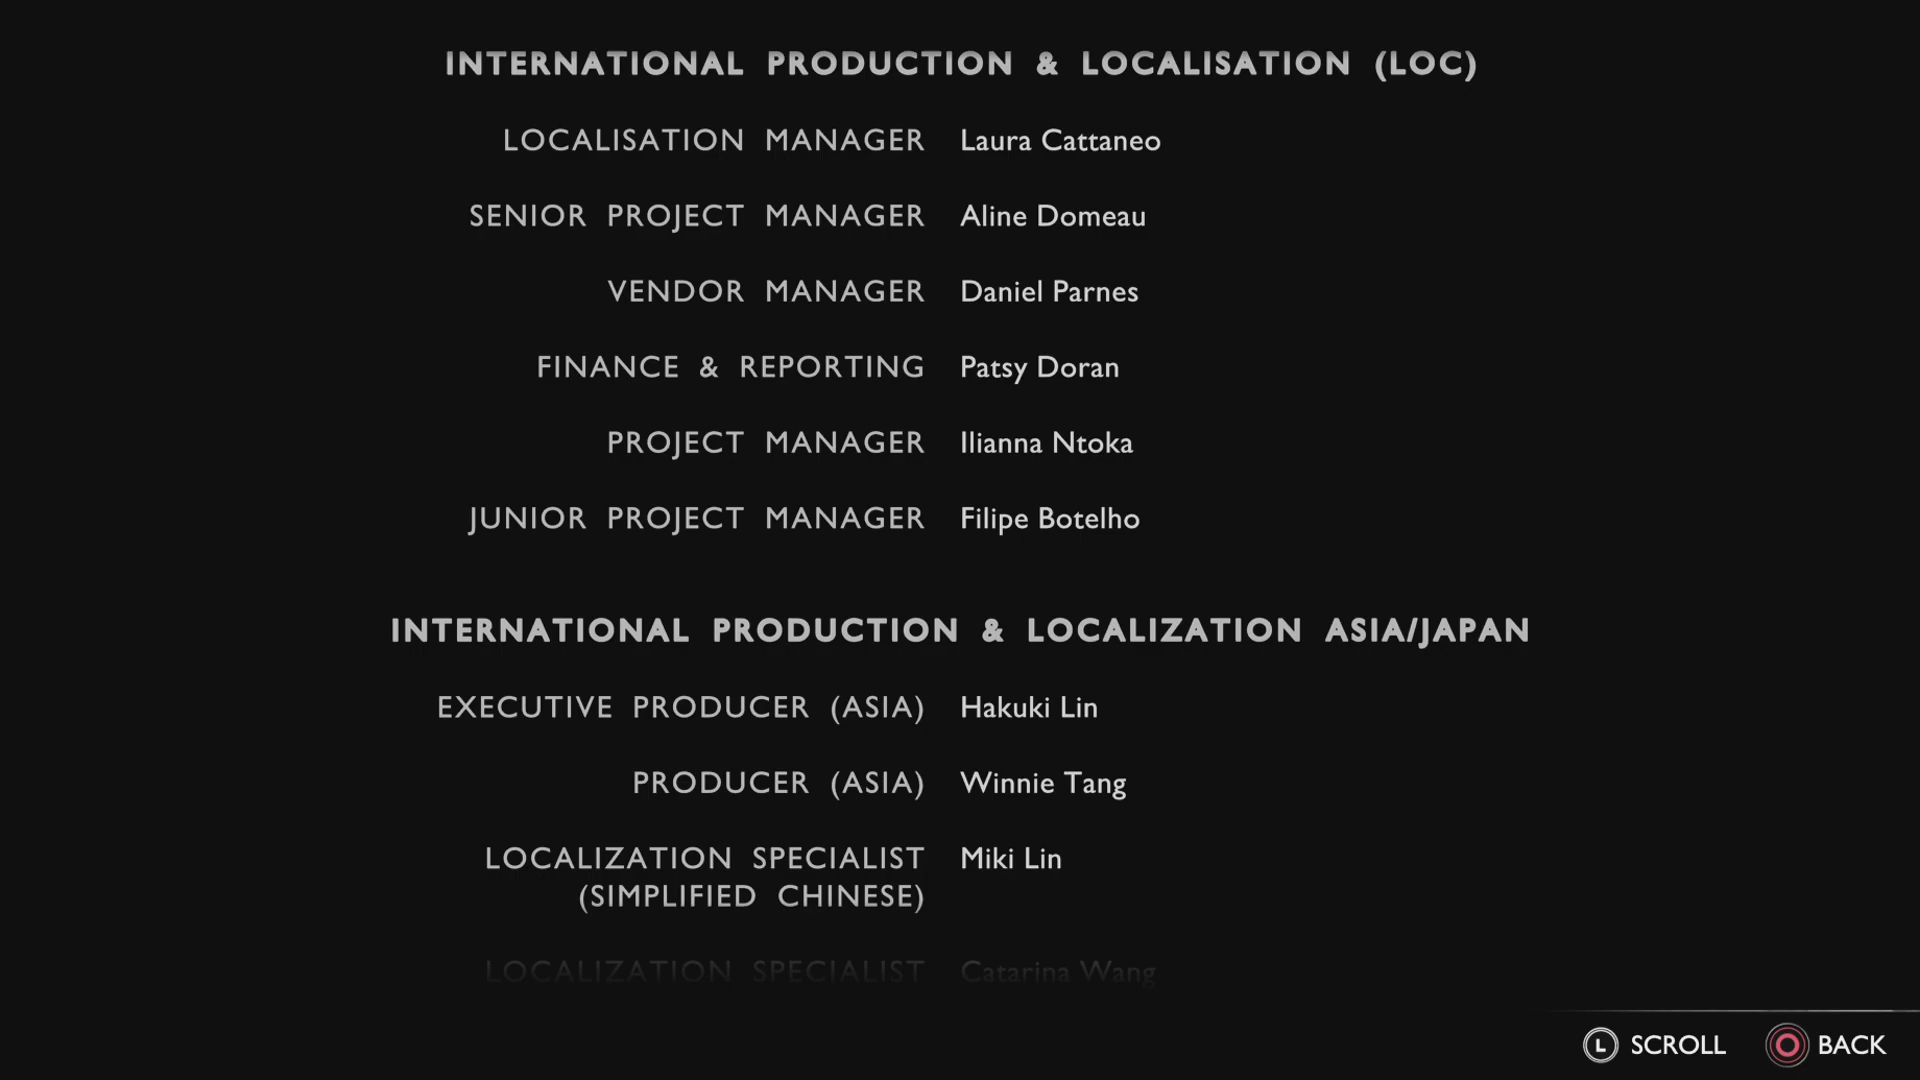 INTERNATIONAL PRODUCTION & LOCALISATION (LOC)
LOCALISATION MANAGER Laura Cattaneo
SENIOR PROJECT MANAGER Aline Domeau
VENDOR MANAGER Daniel Parnes
FINANCE & REPORTING Patsy Doran
PROJECT MANAGER Ilianna Ntoka
JUNIOR PROJECT MANAGER Filipe Botelho
INTERNATIONAL PRODUCTION & LOCALIZATION ASIA/JAPAN
EXECUTIVE PRODUCER (ASIA) Hakuki Lin
PRODUCER (ASIA) Winnie Tang
LOCALIZATION SPECIALIST Miki Lin
(SIMPLIFIED CHINESE)
LOCALIZATION SPECIALIST Catarina Wang
L SCROLL BACK